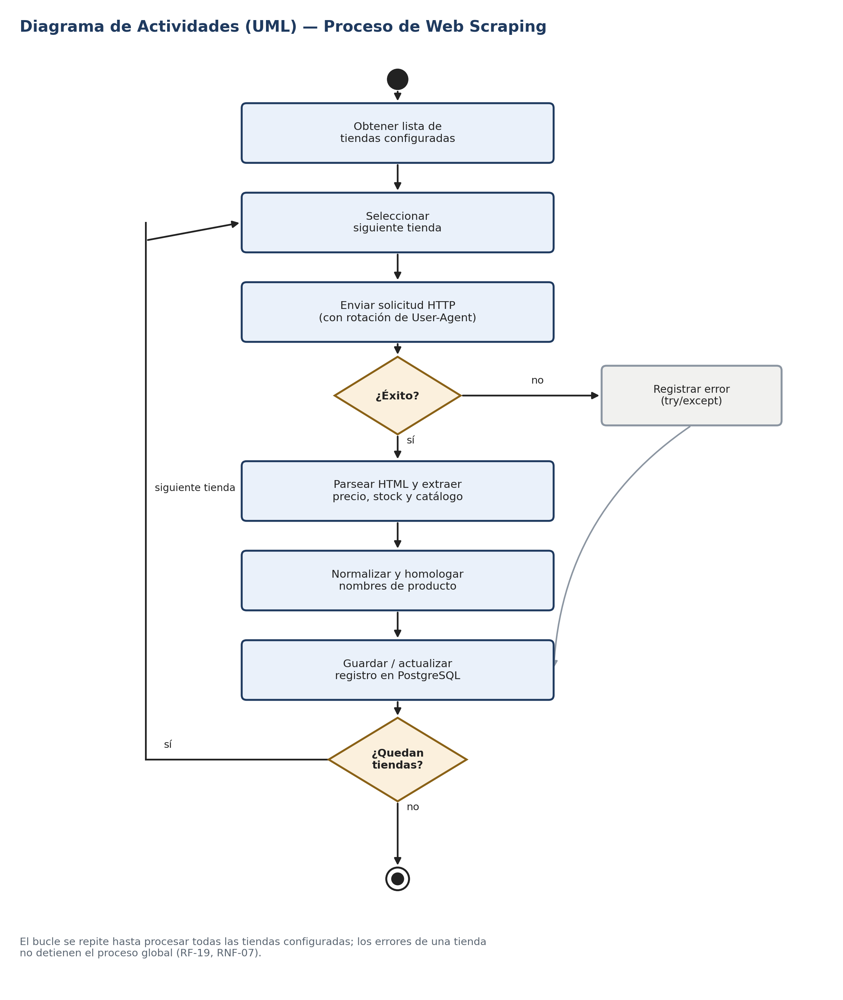 Diagrama de Actividades (UML) — Proceso de Web Scraping
Obtener lista de
tiendas configuradas
Seleccionar
siguiente tienda
Enviar solicitud HTTP
(con rotación de User-Agent)
¿Éxito?
no
Registrar error
(try/except)
sí
siguiente tienda
Parsear HTML y extraer
precio, stock y catálogo
Normalizar y homologar
nombres de producto
Guardar / actualizar
registro en PostgreSQL
sí
¿Quedan
tiendas?
no
El bucle se repite hasta procesar todas las tiendas configuradas; los errores de una tienda
no detienen el proceso global (RF-19, RNF-07).